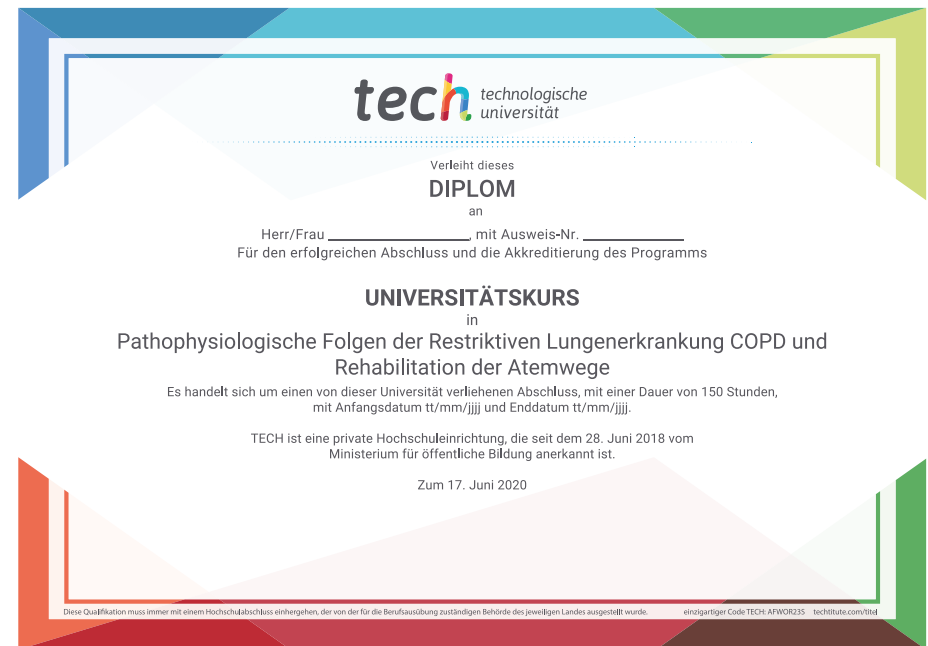 tech technologische
universität
Verleiht dieses
DIPLOM
an
Herr/Frau ____________________, mit Ausweis-Nr. ______________
Für den erfolgreichen Abschluss und die Akkreditierung des Programms
UNIVERSITÄTSKURS
in
Pathophysiologische Folgen der Restriktiven Lungenerkrankung COPD und
Rehabilitation der Atemwege
Es handelt sich um einen von dieser Universität verliehenen Abschluss, mit einer Dauer von 150 Stunden,
mit Anfangsdatum tt/mm/jjjj und Enddatum tt/mm/jjjj.
TECH ist eine private Hochschuleinrichtung, die seit dem 28. Juni 2018 vom
Ministerium für öffentliche Bildung anerkannt ist.
Zum 17. Juni 2020
Diese Qualifikation muss immer mit einem Hochschulabschluss einhergehen, der von der für die Berufsausübung zuständigen Behörde des jeweiligen Landes ausgestellt wurde. einzigartiger Code TECH: AFWOR235 techtitute.com/titel